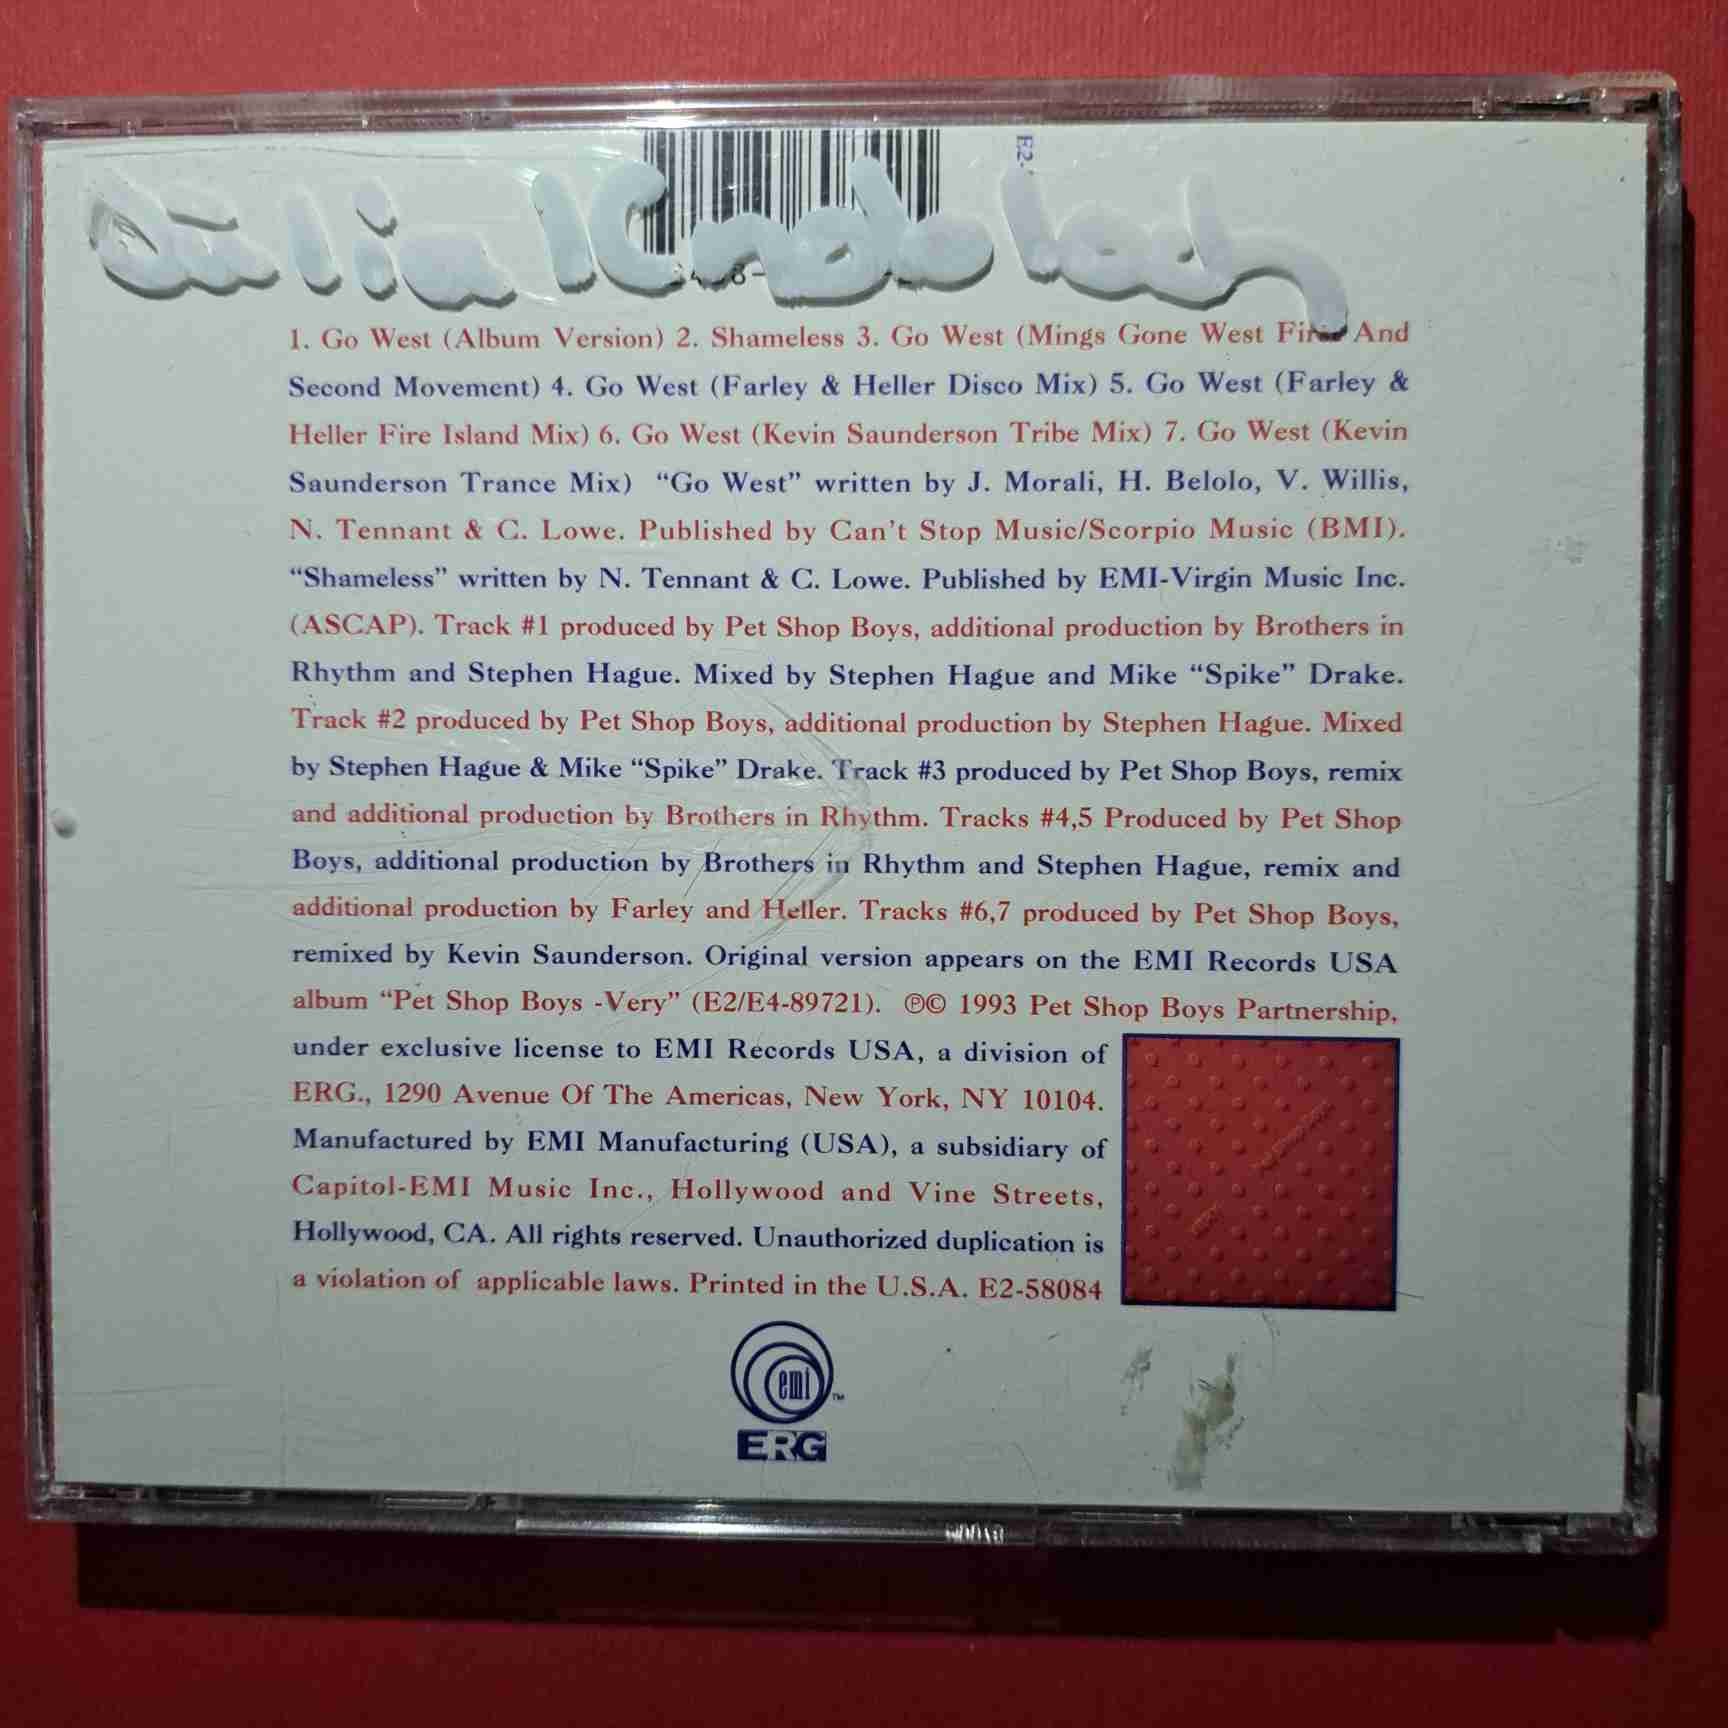 E2-
Julia Knobloch
1. Go West (Album Version) 2. Shameless 3. Go West (Mings Gone West First And
Second Movement) 4. Go West (Farley & Heller Disco Mix) 5. Go West (Farley &
Heller Fire Island Mix) 6. Go West (Kevin Saunderson Tribe Mix) 7. Go West (Kevin
Saunderson Trance Mix) “Go West” written by J. Morali, H. Belolo, V. Willis,
N. Tennant & C. Lowe. Published by Can’t Stop Music/Scorpio Music (BMI).
“Shameless” written by N. Tennant & C. Lowe. Published by EMI-Virgin Music Inc.
(ASCAP). Track #1 produced by Pet Shop Boys, additional production by Brothers in
Rhythm and Stephen Hague. Mixed by Stephen Hague and Mike “Spike” Drake.
Track #2 produced by Pet Shop Boys, additional production by Stephen Hague. Mixed
by Stephen Hague & Mike “Spike” Drake. Track #3 produced by Pet Shop Boys, remix
and additional production by Brothers in Rhythm. Tracks #4,5 Produced by Pet Shop
Boys, additional production by Brothers in Rhythm and Stephen Hague, remix and
additional production by Farley and Heller. Tracks #6,7 produced by Pet Shop Boys,
remixed by Kevin Saunderson. Original version appears on the EMI Records USA
album “Pet Shop Boys -Very” (E2/E4-89721). ℗© 1993 Pet Shop Boys Partnership,
under exclusive license to EMI Records USA, a division of
ERG., 1290 Avenue Of The Americas, New York, NY 10104.
Manufactured by EMI Manufacturing (USA), a subsidiary of
Capitol-EMI Music Inc., Hollywood and Vine Streets,
Hollywood, CA. All rights reserved. Unauthorized duplication is
a violation of applicable laws. Printed in the U.S.A. E2-58084
emi™
ERG